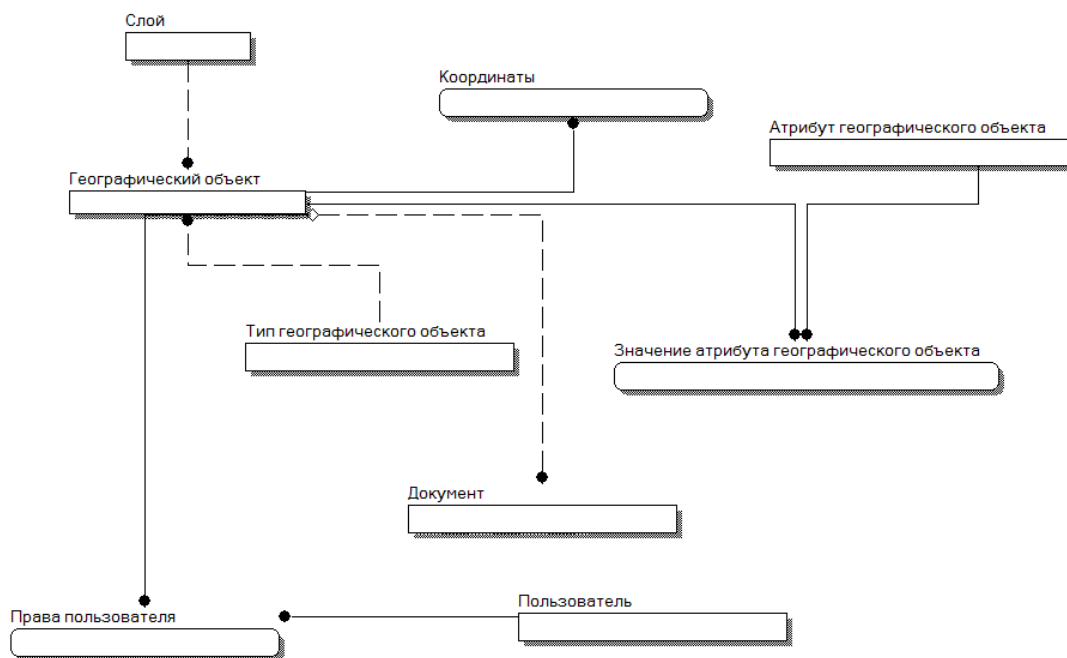 Слой
Координаты
Атрибут географического объекта
Географический объект
Тип географического объекта
Значение атрибута географического объекта
Документ
Права пользователя
Пользователь